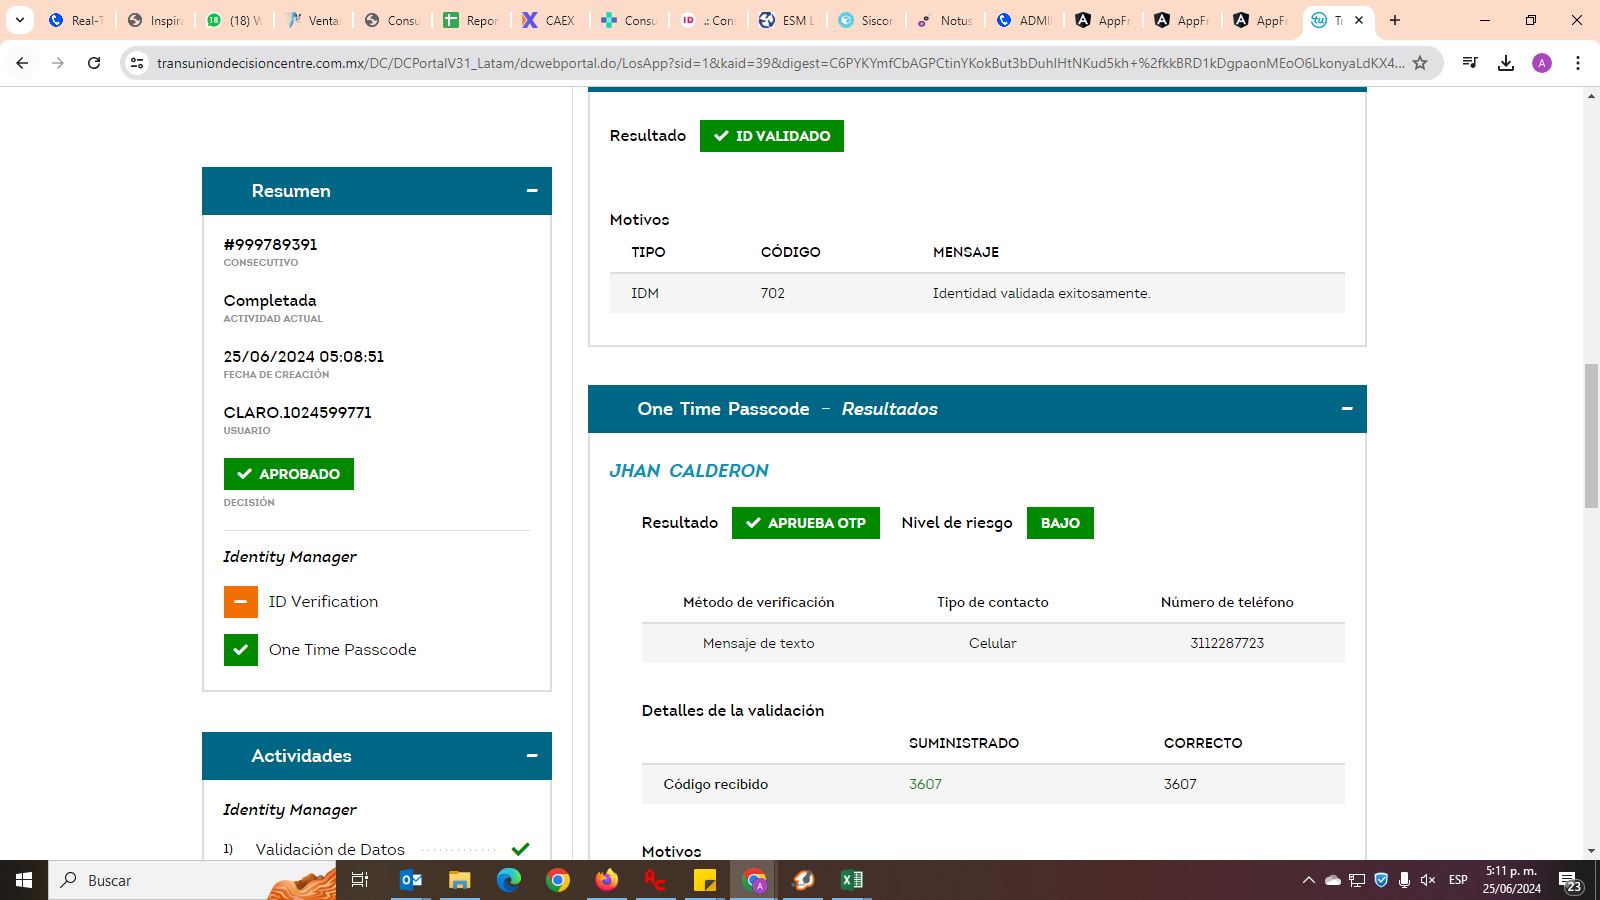 Real-T
Inspira
(18) W
Venta
Consu
Repor
CAEX
Consu
.: Con
ESM L
Siscor
Notus
ADMI
AppFr
AppFr
AppFr
Tr
transuniondecisioncentre.com.mx/DC/DCPortalV31_Latam/dcwebportal.do/LosApp?sid=1&kaid=39&digest=C6PYKYmfCbAGPCtinYKokBut3bDuhIHtNKud5kh+%2fkkBRD1kDgpaonMEoO6LkonyaLdKX4...
A
Resumen
#999789391
CONSECUTIVO
Completada
ACTIVIDAD ACTUAL
25/06/2024 05:08:51
FECHA DE CREACIÓN
CLARO.1024599771
USUARIO
APROBADO
DECISIÓN
Identity Manager
ID Verification
One Time Passcode
Actividades
Identity Manager
1) Validación de Datos
Resultado ID VALIDADO
Motivos
TIPO CÓDIGO MENSAJE
IDM 702 Identidad validada exitosamente.
One Time Passcode - Resultados
JHAN CALDERON
Resultado APRUEBA OTP Nivel de riesgo BAJO
Método de verificación Tipo de contacto Número de teléfono
Mensaje de texto Celular 3112287723
Detalles de la validación
SUMINISTRADO CORRECTO
Código recibido 3607 3607
Motivos
Buscar
ESP
5:11 p. m.
25/06/2024
23